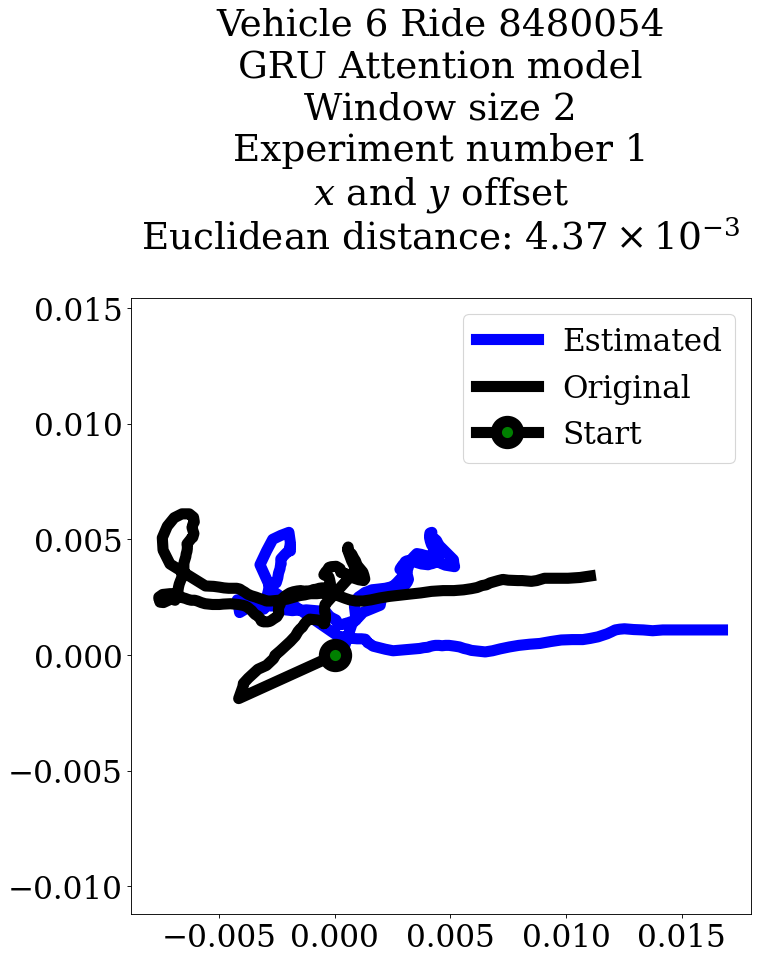 Vehicle 6 Ride 8480054
GRU Attention model
Window size 2
Experiment number 1
x and y offset
Euclidean distance: 4.37 × 10⁻³
0.015
0.010
0.005
0.000
−0.005
−0.010
Estimated
Original
Start
−0.005 0.000 0.005 0.010 0.015